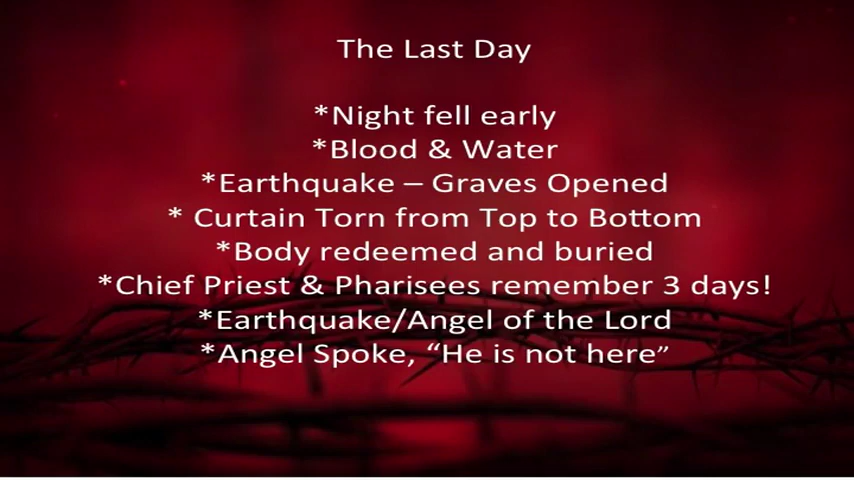 The Last Day
*Night fell early
*Blood & Water
*Earthquake – Graves Opened
* Curtain Torn from Top to Bottom
*Body redeemed and buried
*Chief Priest & Pharisees remember 3 days!
*Earthquake/Angel of the Lord
*Angel Spoke, “He is not here”